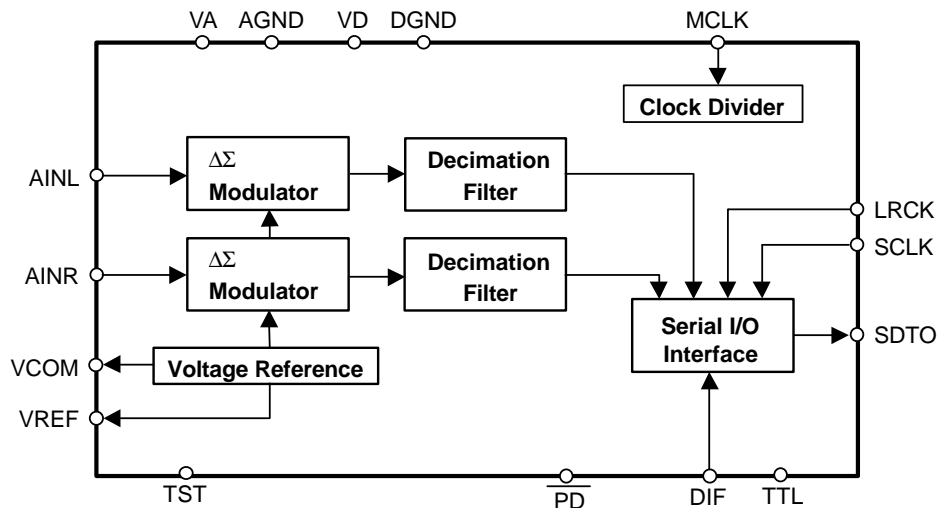 VA AGND VD DGND MCLK
Clock Divider
ΔΣ
Modulator
Decimation
Filter
AINL
LRCK
SCLK
AINR
ΔΣ
Modulator
Decimation
Filter
Serial I/O
Interface
SDTO
VCOM
Voltage Reference
VREF
TST PD DIF TTL